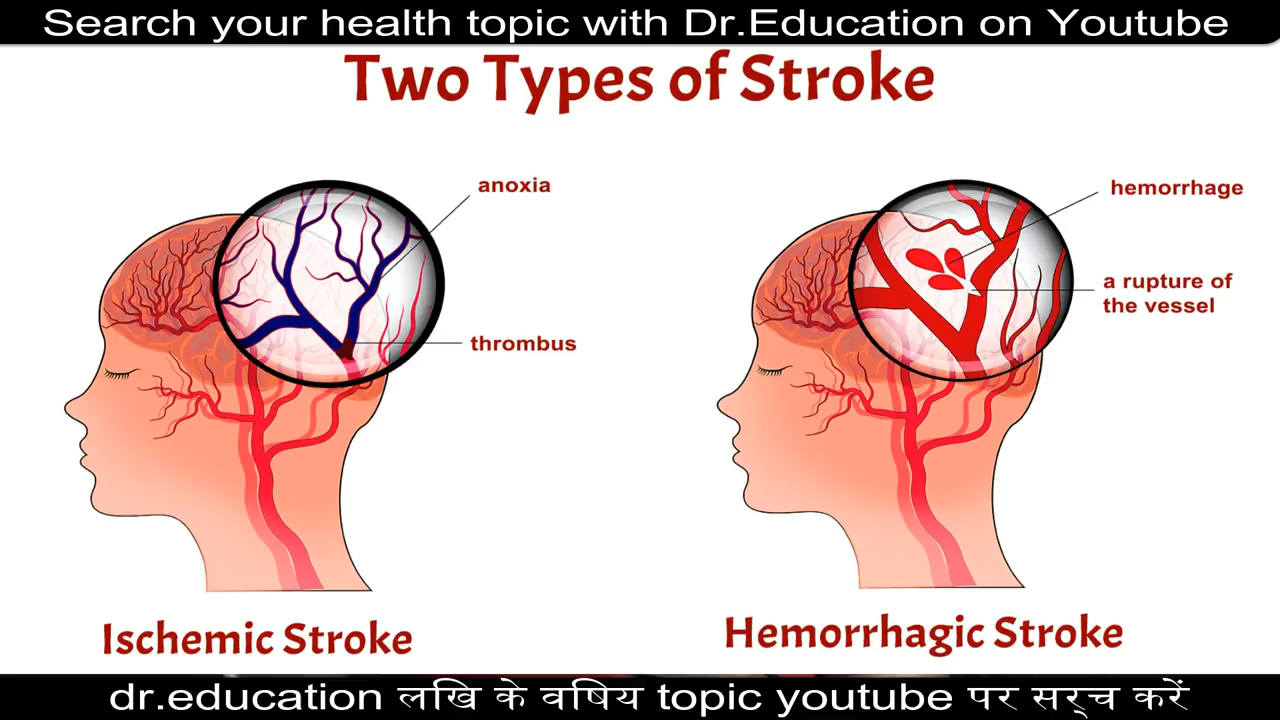 Search your health topic with Dr.Education on Youtube
Two Types of Stroke
anoxia
thrombus
hemorrhage
a rupture of
the vessel
Ischemic Stroke
Hemorrhagic Stroke
dr.education लखि के वषिय topic youtube पर सर्च करें